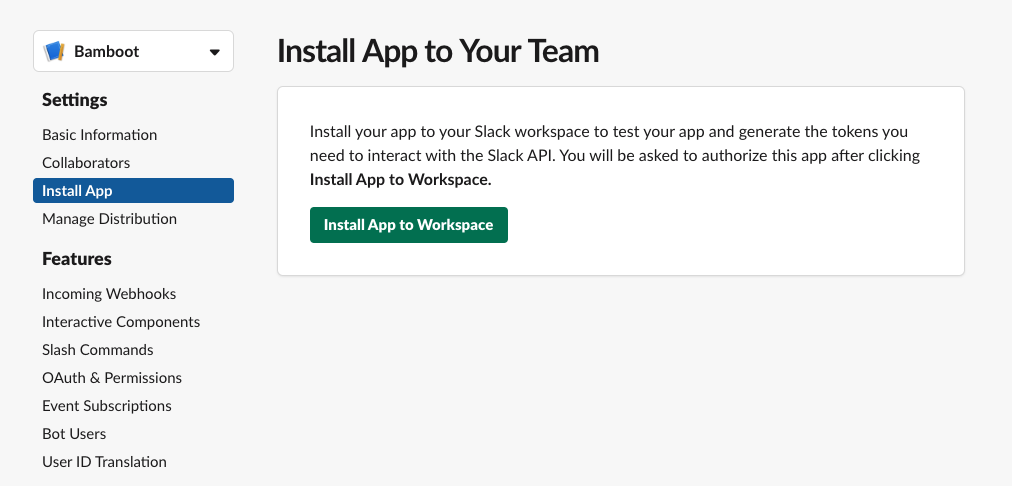 Bamboot
Settings
Basic Information
Collaborators
Install App
Manage Distribution
Features
Incoming Webhooks
Interactive Components
Slash Commands
OAuth & Permissions
Event Subscriptions
Bot Users
User ID Translation
Install App to Your Team
Install your app to your Slack workspace to test your app and generate the tokens you
need to interact with the Slack API. You will be asked to authorize this app after clicking
Install App to Workspace.
Install App to Workspace